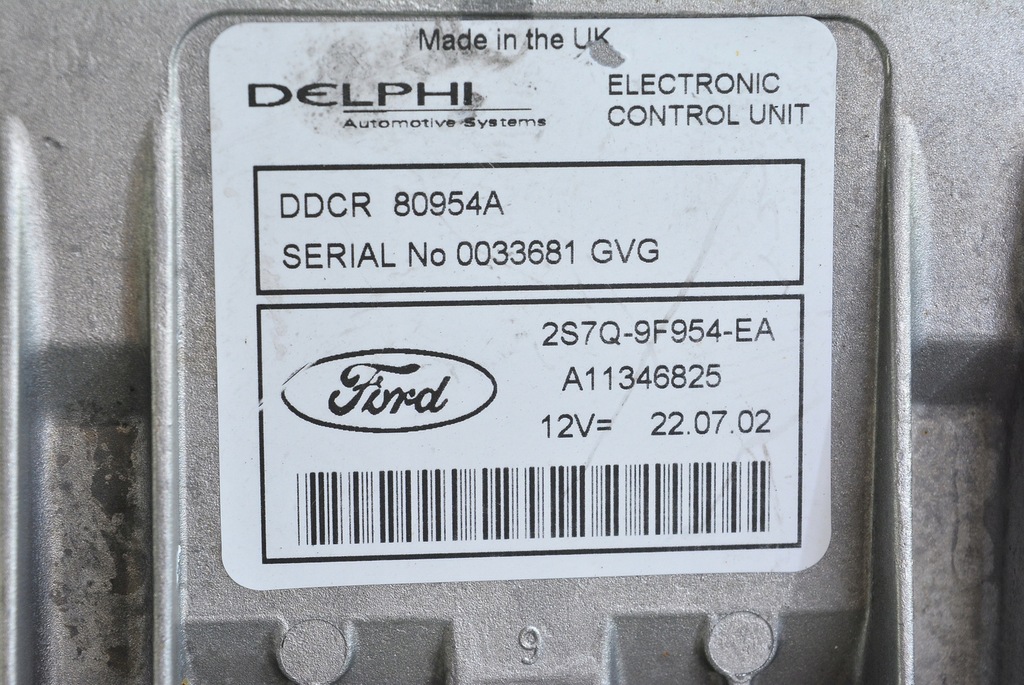 Made in the UK
DELPHI
Automotive Systems
ELECTRONIC
CONTROL UNIT
DDCR 80954A
SERIAL No 0033681 GVG
Ford
2S7Q-9F954-EA
A11346825
12V= 22.07.02
9